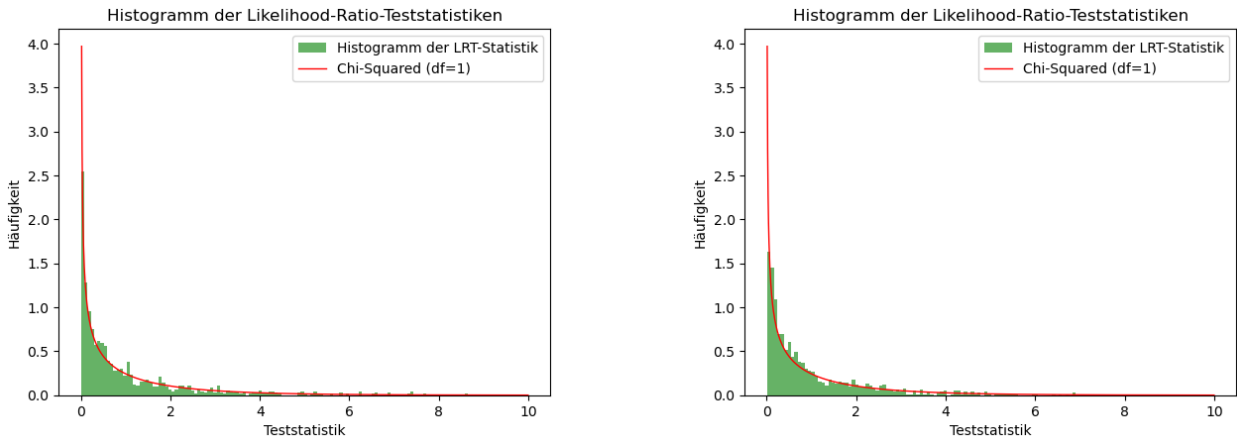 Histogramm der Likelihood-Ratio-Teststatistiken
Histogramm der LRT-Statistik
Chi-Squared (df=1)
Häufigkeit
4.0
3.5
3.0
2.5
2.0
1.5
1.0
0.5
0.0
0 2 4 6 8 10
Teststatistik
Histogramm der Likelihood-Ratio-Teststatistiken
Histogramm der LRT-Statistik
Chi-Squared (df=1)
Häufigkeit
4.0
3.5
3.0
2.5
2.0
1.5
1.0
0.5
0.0
0 2 4 6 8 10
Teststatistik